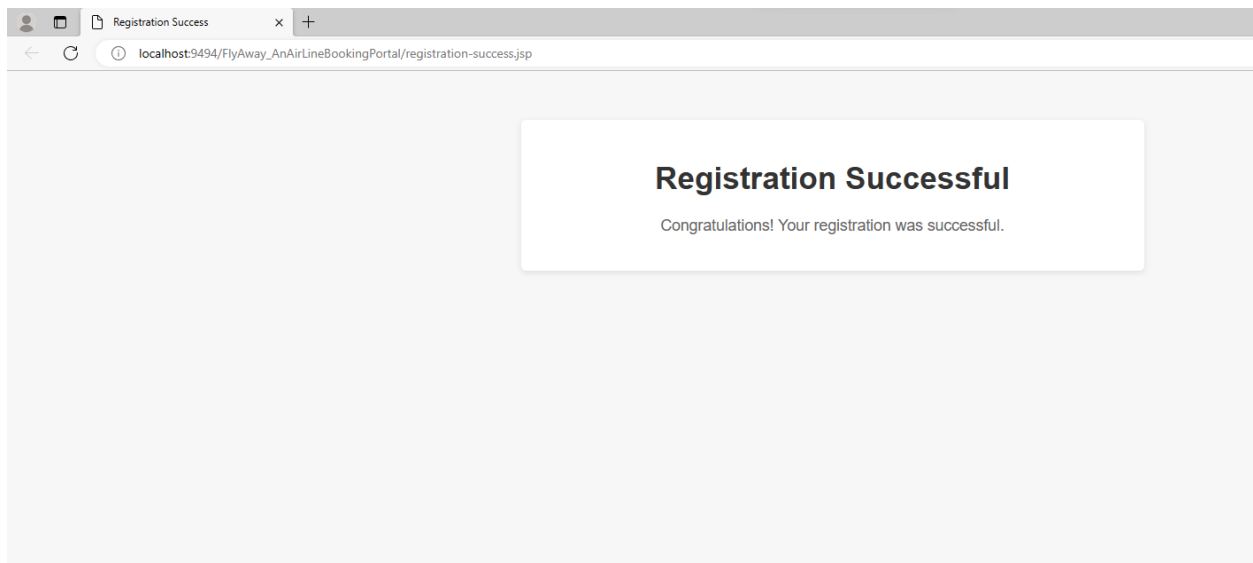 Registration Success
localhost:9494/FlyAway_AnAirLineBookingPortal/registration-success.jsp
Registration Successful
Congratulations! Your registration was successful.